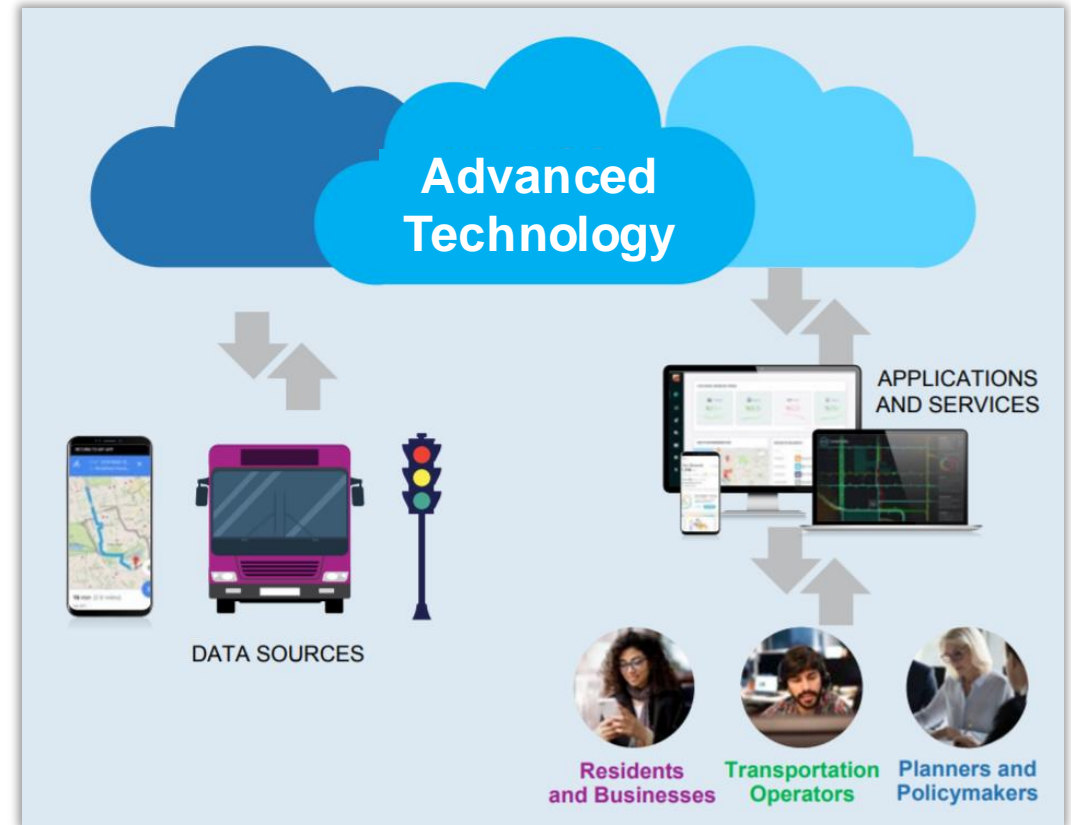 Advanced
Technology
APPLICATIONS
AND SERVICES
DATA SOURCES
Residents
and Businesses
Transportation
Operators
Planners and
Policymakers